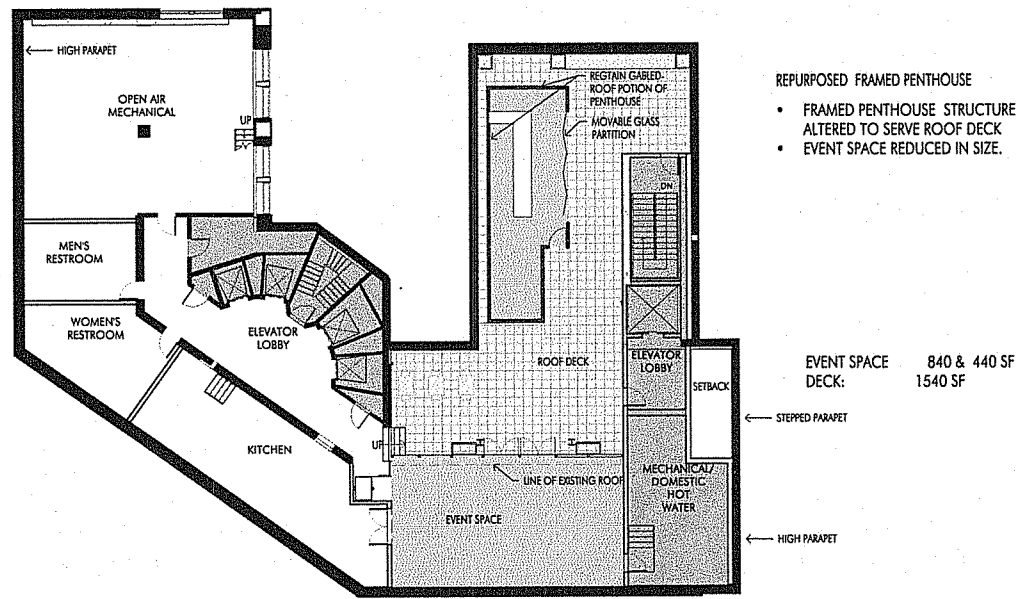 HIGH PARAPET
OPEN AIR
MECHANICAL
UP
MEN'S
RESTROOM
WOMEN'S
RESTROOM
ELEVATOR
LOBBY
KITCHEN
UP
REGTAIN GABLED-
ROOF POTION OF
PENTHOUSE
MOVABLE GLASS
PARTITION
DN
ROOF DECK
ELEVATOR
LOBBY
SETBACK
LINE OF EXISTING ROOF
EVENT SPACE
MECHANICAL/
DOMESTIC
HOT
WATER
REPURPOSED FRAMED PENTHOUSE
• FRAMED PENTHOUSE STRUCTURE
ALTERED TO SERVE ROOF DECK
• EVENT SPACE REDUCED IN SIZE.
EVENT SPACE 840 & 440 SF
DECK: 1540 SF
STEPPED PARAPET
HIGH PARAPET